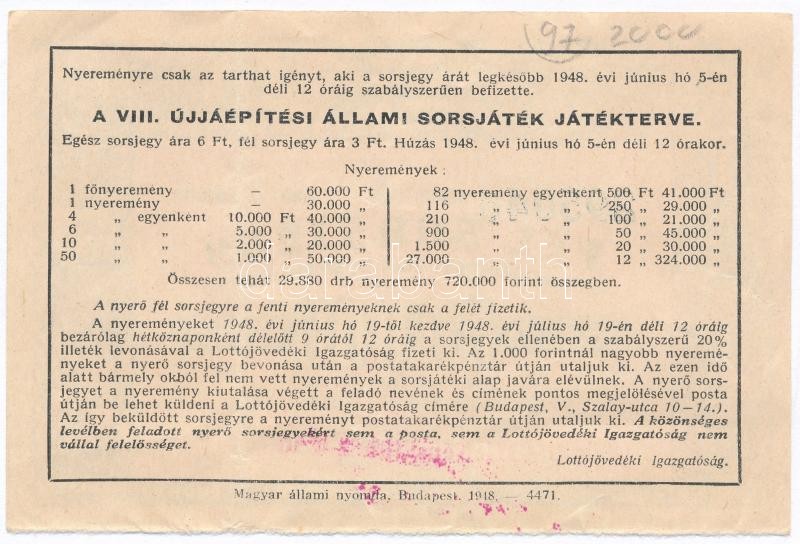 97 2000
Nyereményre csak az tarthat igényt, aki a sorsjegy árát legkésőbb 1948. évi június hó 5-én
déli 12 óráig szabályszerűen befizette.
A VIII. ÚJJÁÉPÍTÉSI ÁLLAMI SORSJÁTÉK JÁTÉKTERVE.
Egész sorsjegy ára 6 Ft, fél sorsjegy ára 3 Ft. Húzás 1948. évi június hó 5-én déli 12 órakor.
Nyeremények :
1 főnyeremény — 60.000 Ft
1 nyeremény — 30.000 „
4 „ egyenként 10.000 Ft 40.000 „
6 „ „ 5.000 „ 30.000 „
10 „ „ 2.000 „ 20.000 „
50 „ „ 1.000 „ 50.000 „
82 nyeremény egyenként 500 Ft 41.000 Ft
116 „ „ 250 „ 29.000 „
210 „ „ 100 „ 21.000 „
900 „ „ 50 „ 45.000 „
1.500 „ „ 20 „ 30.000 „
27.000 „ „ 12 „ 324.000 „
Összesen tehát 29.880 drb nyeremény 720.000 forint összegben.
darabanth
A nyerő fél sorsjegyre a fenti nyereményeknek csak a felét fizetik.
A nyereményeket 1948. évi június hó 19-től kezdve 1948. évi július hó 19-én déli 12 óráig
bezárólag hétköznaponként délelőtt 9 órától 12 óráig a sorsjegyek ellenében a szabályszerű 20%
illeték levonásával a Lottójövedéki Igazgatóság fizeti ki. Az 1.000 forintnál nagyobb nyeremé-
nyeket a nyerő sorsjegy bevonása után a postatakarékpénztár útján utaljuk ki. Az ezen idő
alatt bármely okból fel nem vett nyeremények a sorsjátéki alap javára elévülnek. A nyerő sors-
jegyet a nyeremény kiutalása végett a feladó nevének és címének pontos megjelölésével posta
útján be lehet küldeni a Lottójövedéki Igazgatóság címére (Budapest, V., Szalay-utca 10—14.).
Az így beküldött sorsjegyre a nyereményt postatakarékpénztár útján utaljuk ki. A közönséges
levélben feladott nyerő sorsjegyekért sem a posta, sem a Lottójövedéki Igazgatóság nem
vállal felelősséget.
Lottójövedéki Igazgatóság.
Magyar állami nyomda, Budapest. 1948. — 4471.